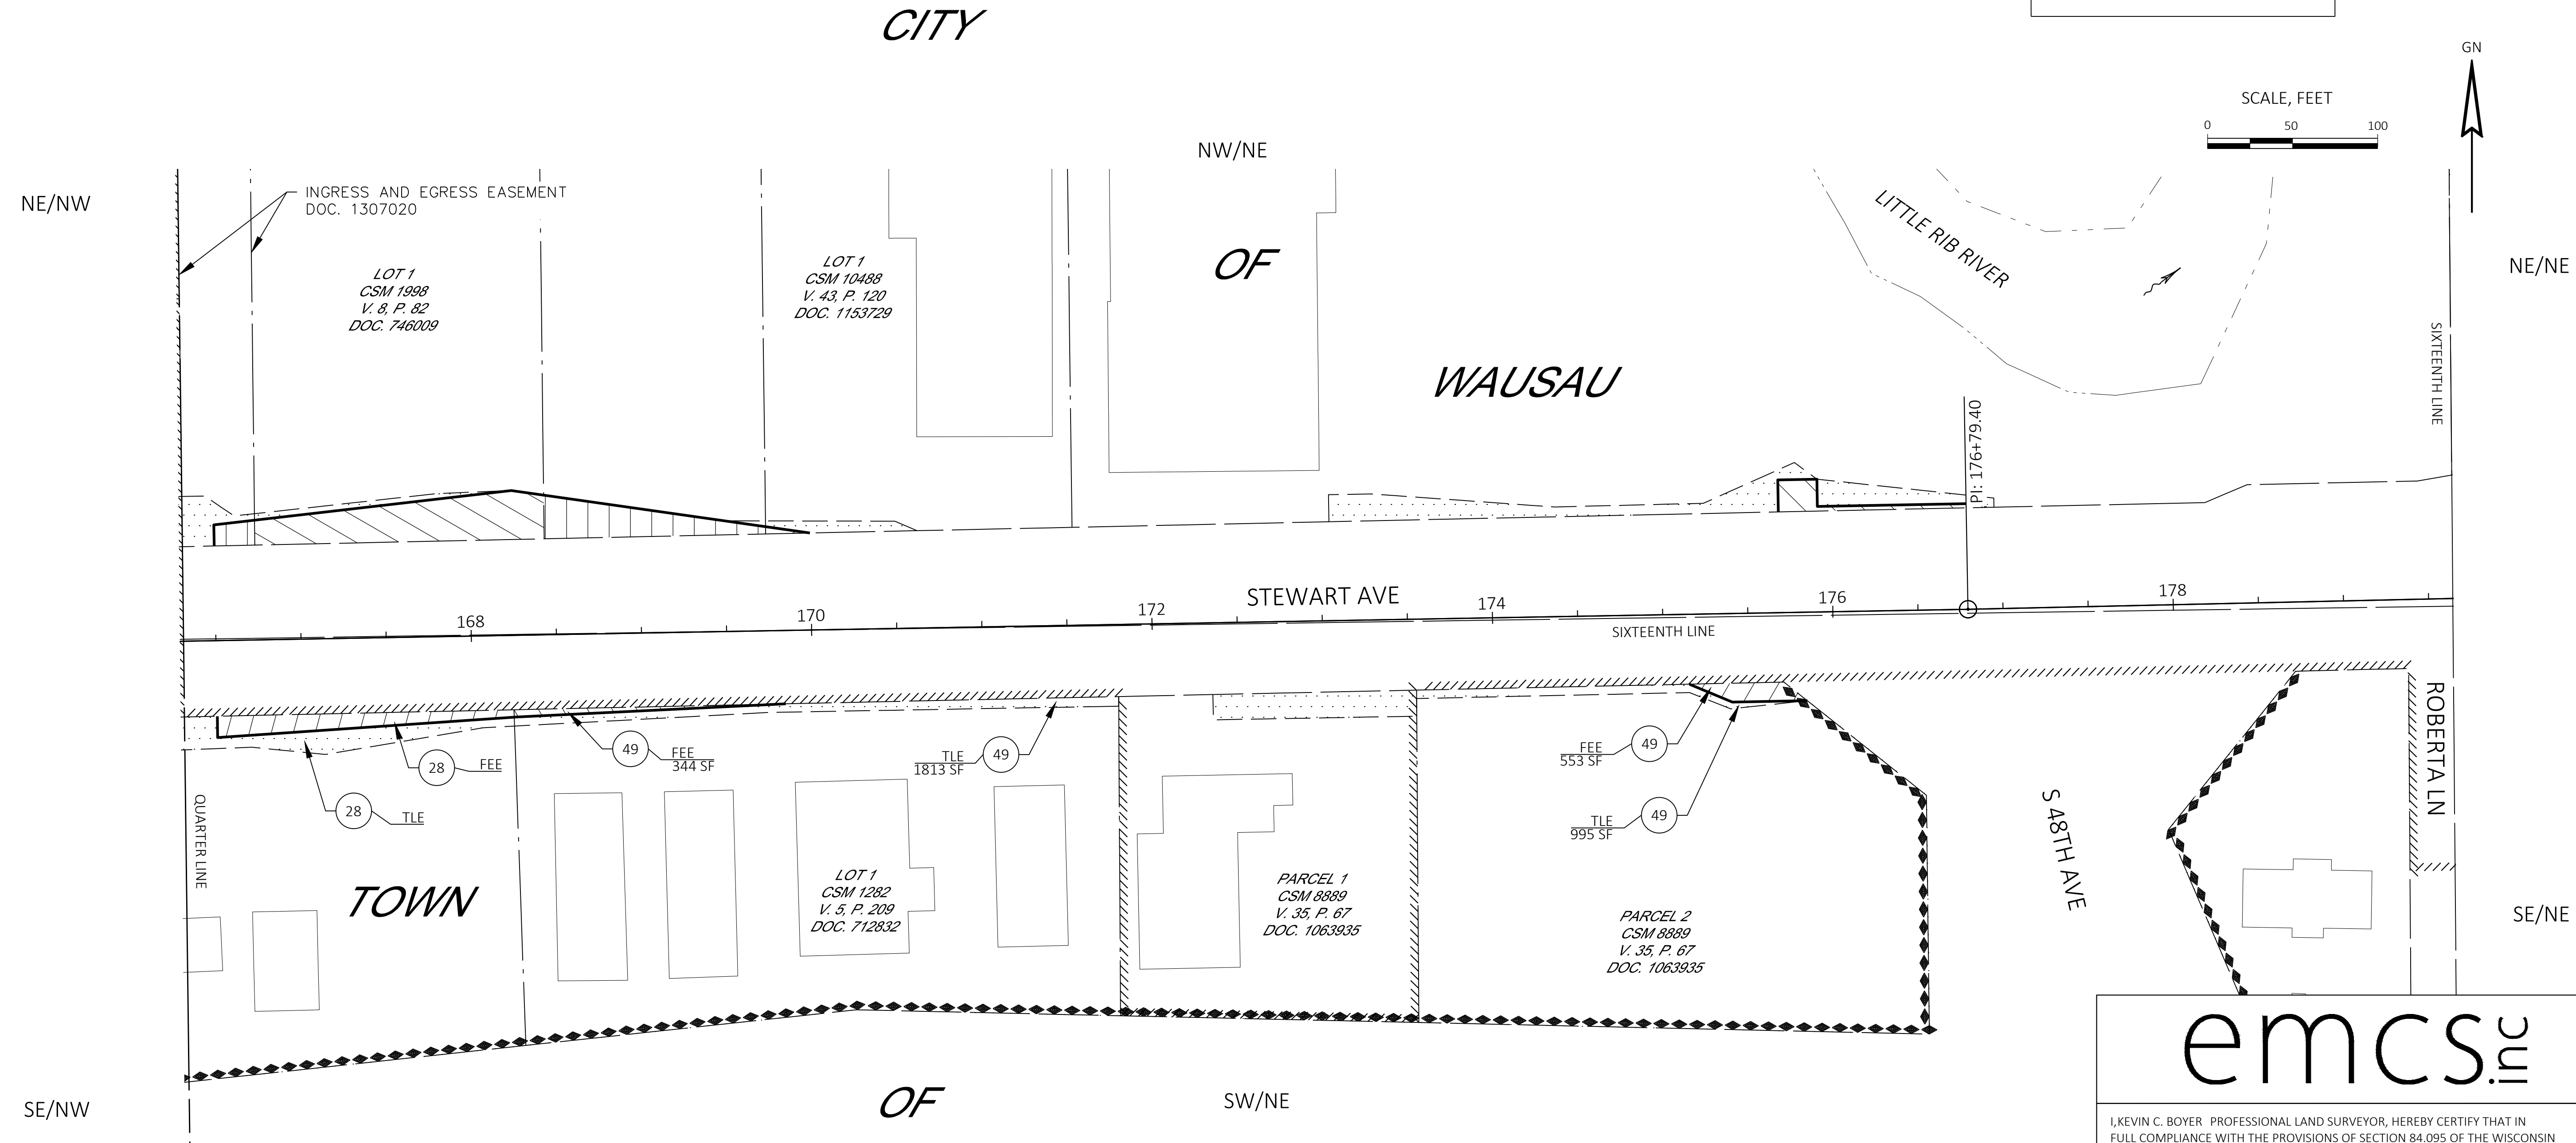 CITY
GN
SCALE, FEET
0 50 100
NW/NE
NE/NW
INGRESS AND EGRESS EASEMENT
DOC. 1307020
LITTLE RIB RIVER
NE/NE
LOT 1
CSM 1998
V. 8, P. 82
DOC. 746009
LOT 1
CSM 10488
V. 43, P. 120
DOC. 1153729
OF
WAUSAU
SIXTEENTH LINE
PI: 176+79.40
STEWART AVE
168 170 172 174 176 178
SIXTEENTH LINE
28 FEE
28 TLE
49 FEE
344 SF
TLE 49
1813 SF
FEE 49
553 SF
TLE 49
995 SF
ROBERTA LN
S 48TH AVE
QUARTER LINE
TOWN
LOT 1
CSM 1282
V. 5, P. 209
DOC. 712832
PARCEL 1
CSM 8889
V. 35, P. 67
DOC. 1063935
PARCEL 2
CSM 8889
V. 35, P. 67
DOC. 1063935
SE/NE
SE/NW
OF
SW/NE
emcs.inc
I,KEVIN C. BOYER PROFESSIONAL LAND SURVEYOR, HEREBY CERTIFY THAT IN
FULL COMPLIANCE WITH THE PROVISIONS OF SECTION 84.095 OF THE WISCONSIN